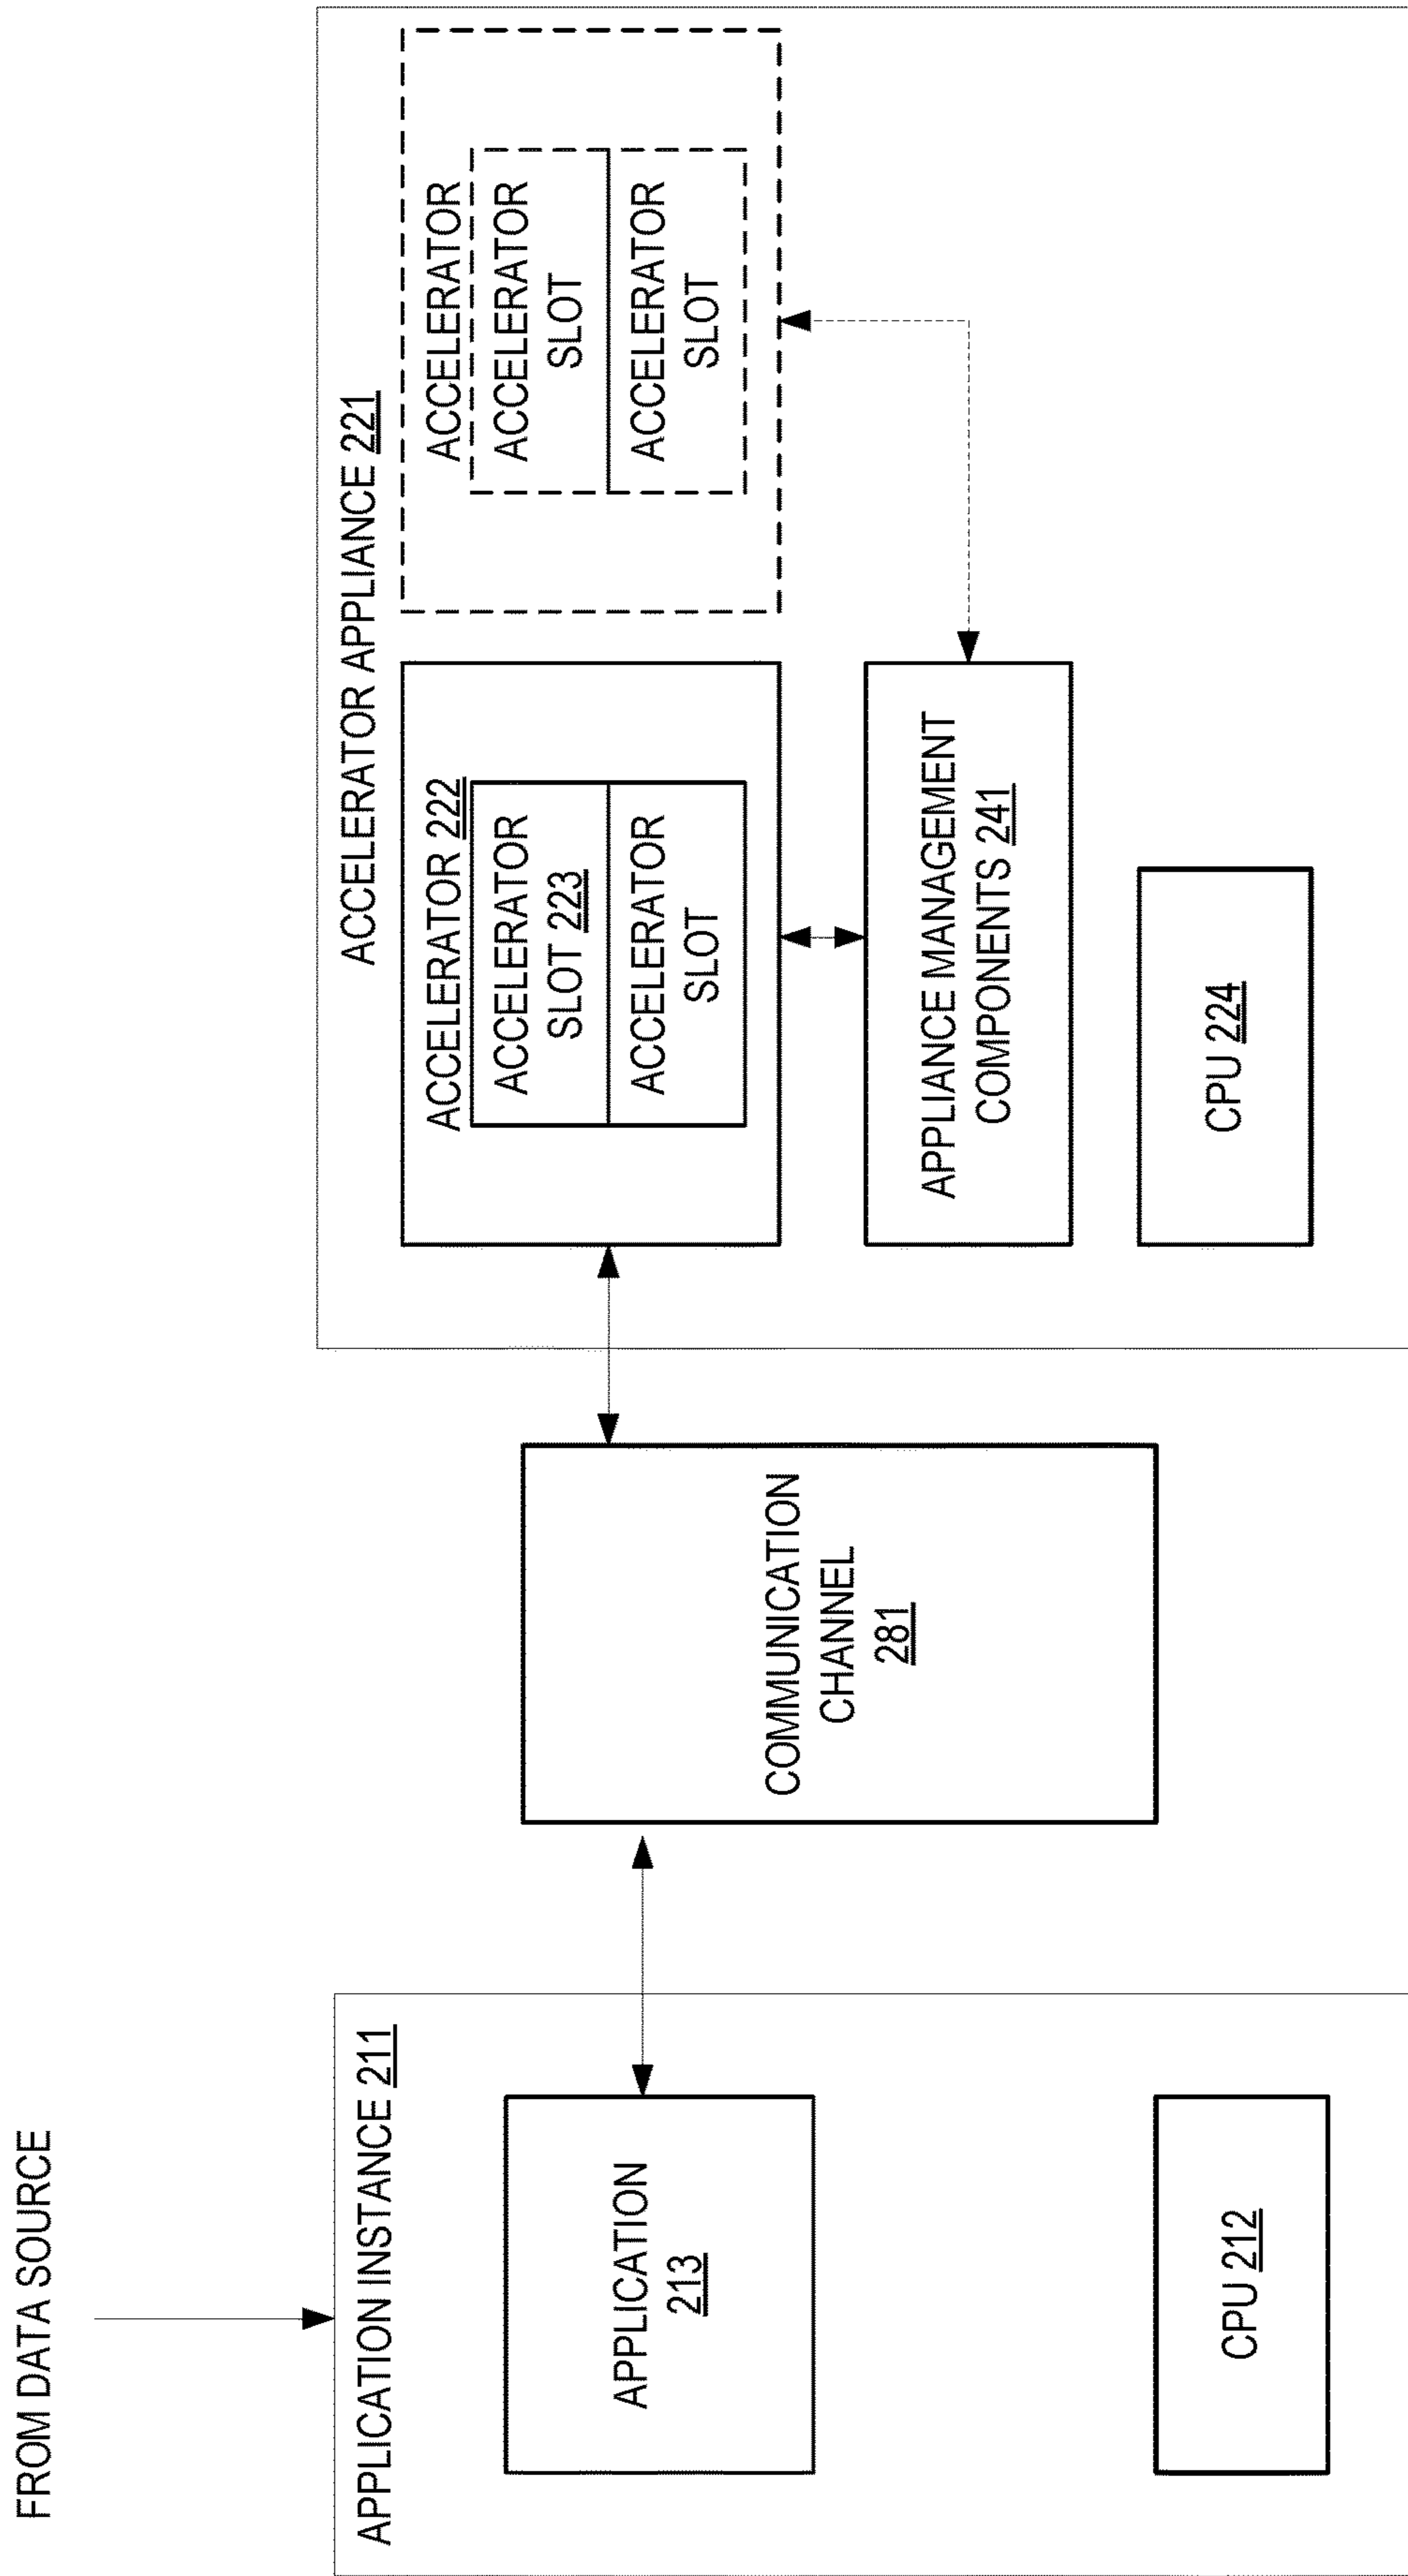 FROM DATA SOURCE
APPLICATION INSTANCE 211
APPLICATION
213
CPU 212
COMMUNICATION
CHANNEL
281
ACCELERATOR APPLIANCE 221
ACCELERATOR 222
ACCELERATOR
SLOT 223
ACCELERATOR
SLOT
APPLIANCE MANAGEMENT
COMPONENTS 241
CPU 224
ACCELERATOR
ACCELERATOR
SLOT
ACCELERATOR
SLOT